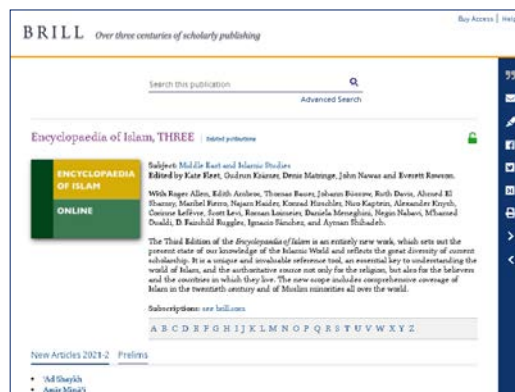 Buy Access | Help
BRILL Over three centuries of scholarly publishing
Search this publication
Advanced Search
Encyclopaedia of Islam, THREE | Related publications
ENCYCLOPAEDIA
OF ISLAM
ONLINE
Subject: Middle East and Islamic Studies
Edited by Kate Fleet, Gudrun Krämer, Denis Matringe, John Nawas and Everett Rowson.
With Roger Allen, Edith Ambros, Thomas Bauer, Johann Büssow, Ruth Davis, Ahmed El
Shamsy, Maribel Fierro, Najam Haider, Konrad Hirschler, Nico Kaptein, Alexander Knysh,
Corinne Lefèvre, Scott Levi, Roman Loimeier, Daniela Meneghini, Negin Nabavi, M'hamed
Oualdi, D. Fairchild Ruggles, Ignacio Sánchez, and Ayman Shihadeh.
The Third Edition of the Encyclopaedia of Islam is an entirely new work, which sets out the
present state of our knowledge of the Islamic World and reflects the great diversity of current
scholarship. It is a unique and invaluable reference tool, an essential key to understanding the
world of Islam, and the authoritative source not only for the religion, but also for the believers
and the countries in which they live. The new scope includes comprehensive coverage of
Islam in the twentieth century and of Muslim minorities all over the world.
Subscriptions: see brill.com
A B C D E F G H I J K L M N O P Q R S T U V W X Y Z
New Articles 2021-2 Prelims
ʿAd Shaykh
Amīr Mīnāʾī